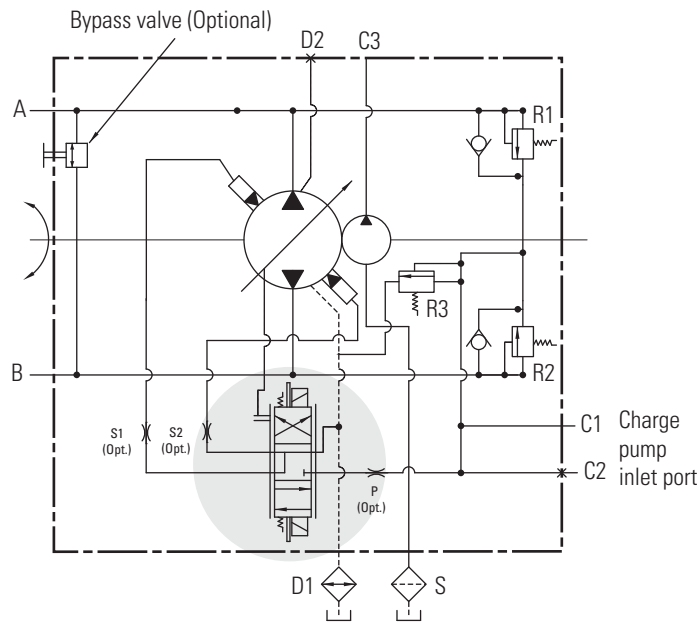 Bypass valve (Optional)
D2
C3
A
R1
R3
B
R2
S1
(Opt.)
S2
(Opt.)
P
(Opt.)
C1
C2
Charge
pump
inlet port
D1
S